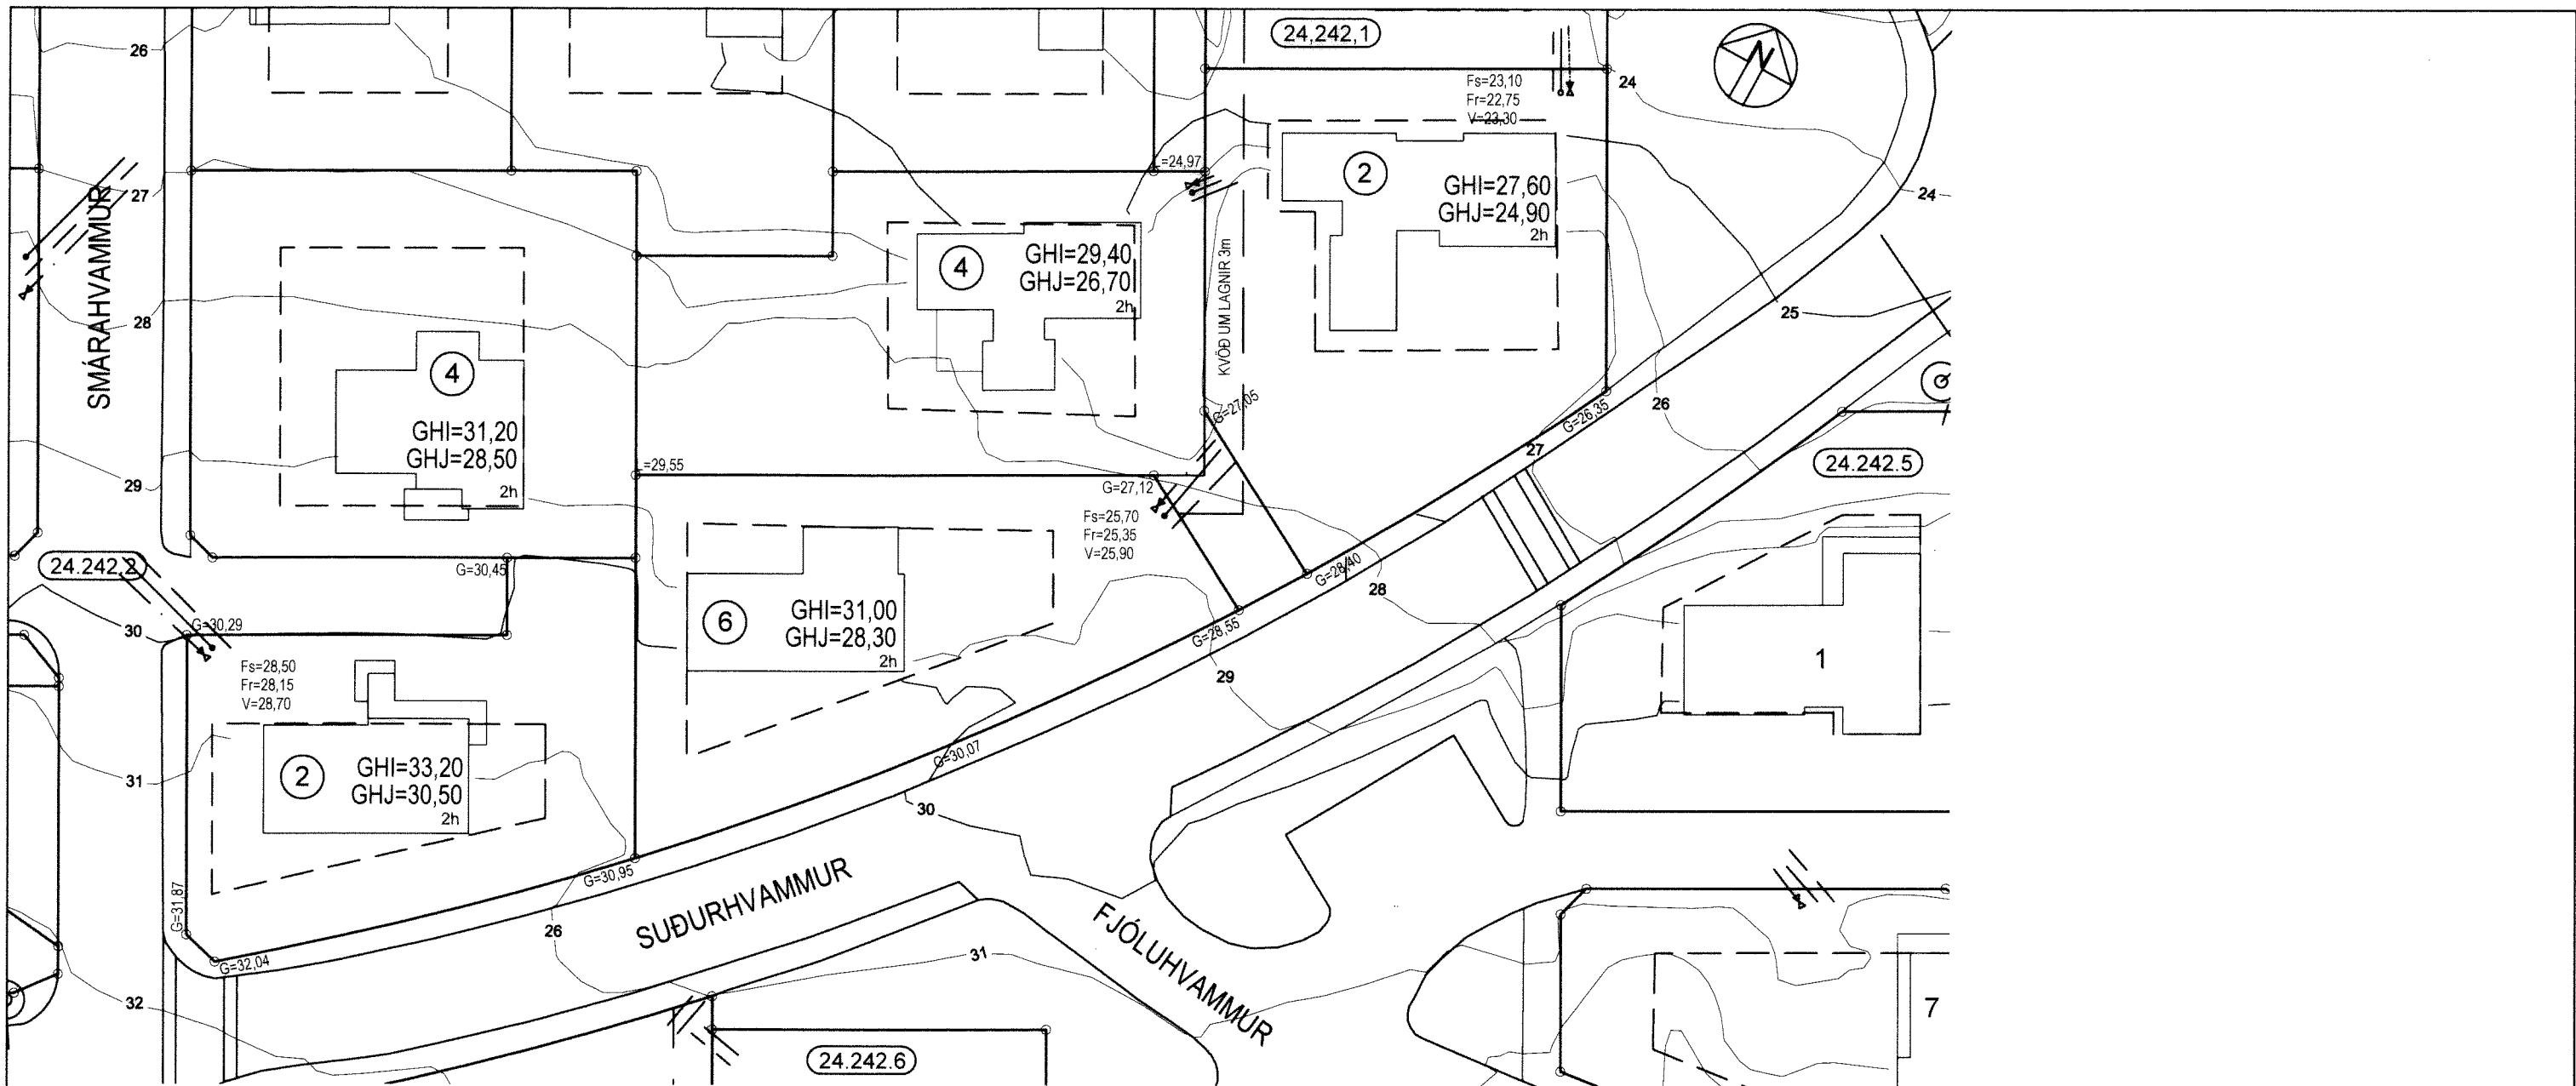 24,242,1
N
26
Fs=23,10
Fr=22,75
V=23,30
24
=24,97
2
GHI=27,60
GHJ=24,90
2h
27
24
SMÁRAHVAMMUR
4
GHI=29,40
GHJ=26,70
2h
KVÖÐ UM LAGNIR 3m
28
25
4
GHI=31,20
GHJ=28,50
2h
G=27,05
G=26,35
26
27
24.242.5
=29,55
29
G=27,12
Fs=25,70
Fr=25,35
V=25,90
24.242.2
G=30,45
G=28,40
28
6
GHI=31,00
GHJ=28,30
2h
30
G=30,29
G=28,55
29
1
Fs=28,50
Fr=28,15
V=28,70
31
2
GHI=33,20
GHJ=30,50
2h
G=30,07
30
G=30,95
G=31,87
SUÐURHVAMMUR
FJÓLUHVAMMUR
26
31
G=32,04
32
7
24.242.6